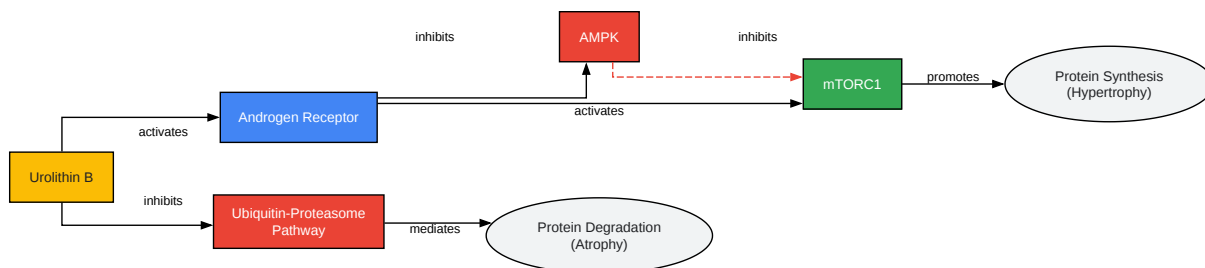 inhibits
AMPK
inhibits
mTORC1
promotes
Protein Synthesis
(Hypertrophy)
Androgen Receptor
activates
activates
Urolithin B
inhibits
Ubiquitin-Proteasome
Pathway
mediates
Protein Degradation
(Atrophy)